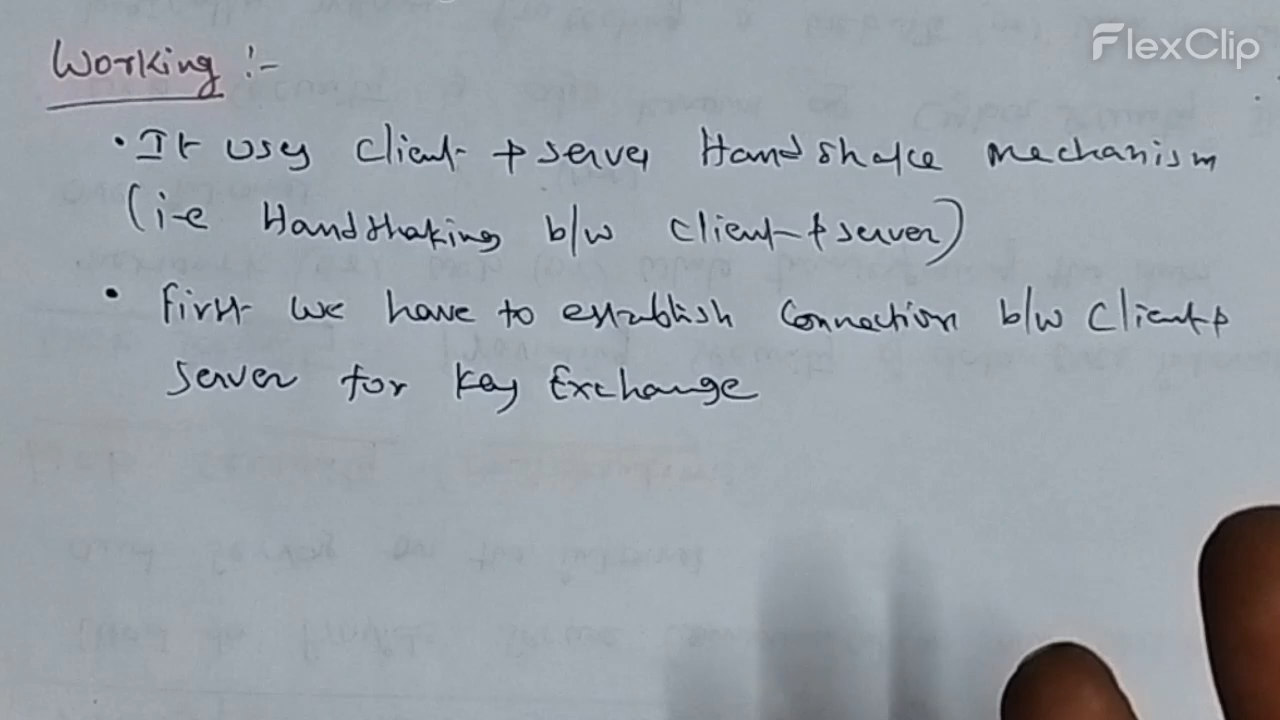 FlexClip
Working :-
• It uses Client & server Handshake mechanism
(i-e Handshaking b/w client & server)
• First we have to establish Connection b/w Client &
Server for Key Exchange